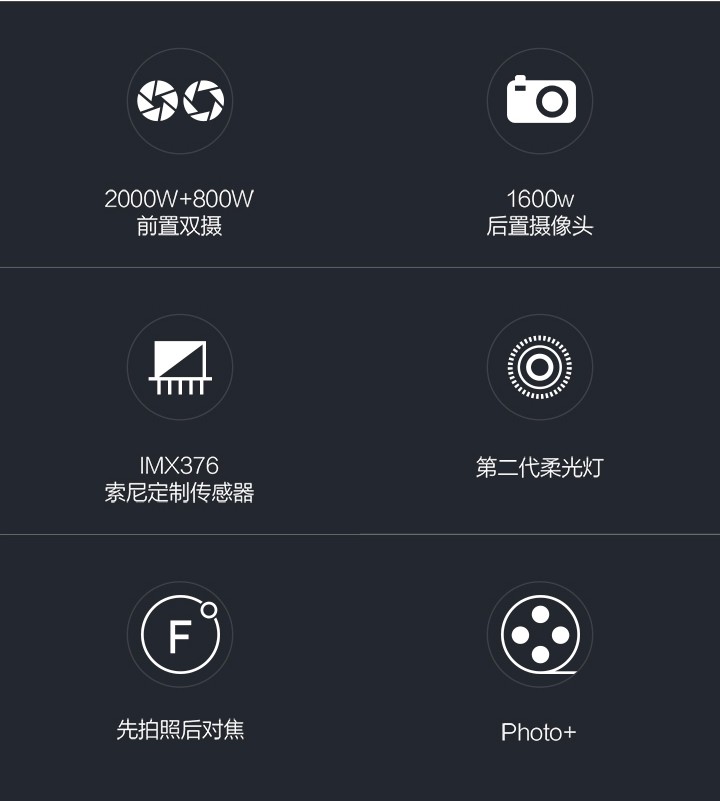 2000W+800W
前置双摄
1600w
后置摄像头
IMX376
索尼定制传感器
第二代柔光灯
F
先拍照后对焦
Photo+